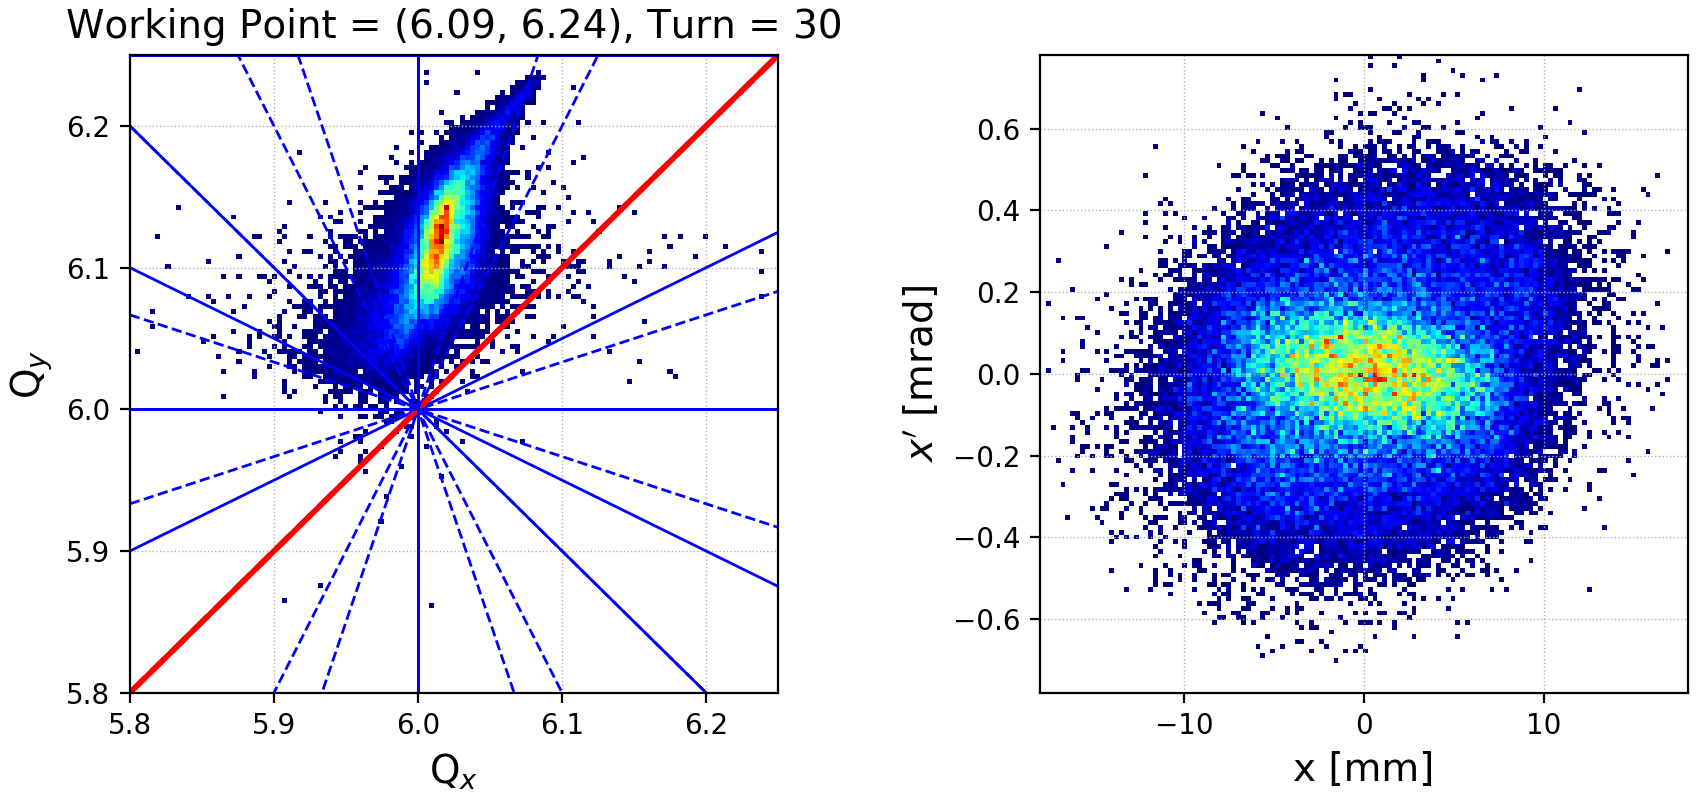 Working Point = (6.09, 6.24), Turn = 30
6.2
6.1
6.0
5.9
5.8
Q_y
5.8 5.9 6.0 6.1 6.2
Q_x
0.6
0.4
0.2
0.0
−0.2
−0.4
−0.6
x′ [mrad]
−10 0 10
x [mm]